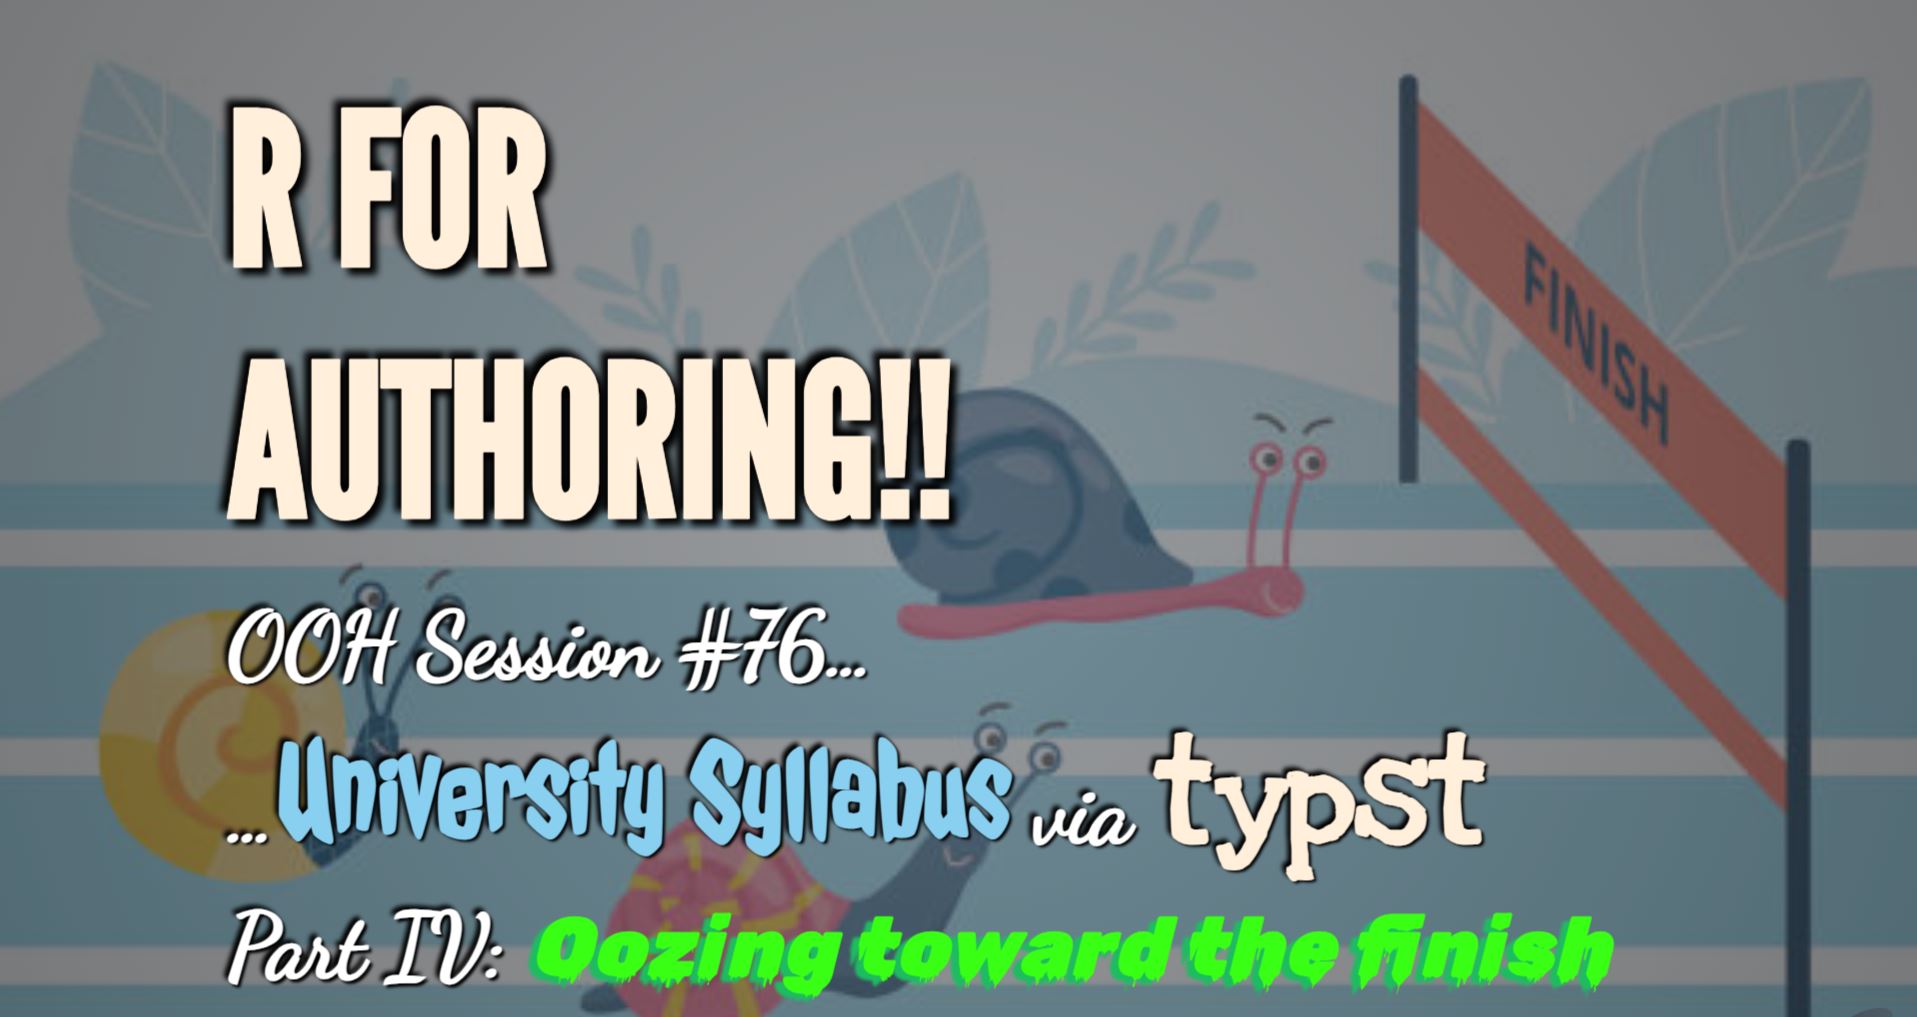 R FOR
AUTHORING!!
OOH Session #76...
... University Syllabus via typst
Part IV: Oozing toward the finish
FINISH